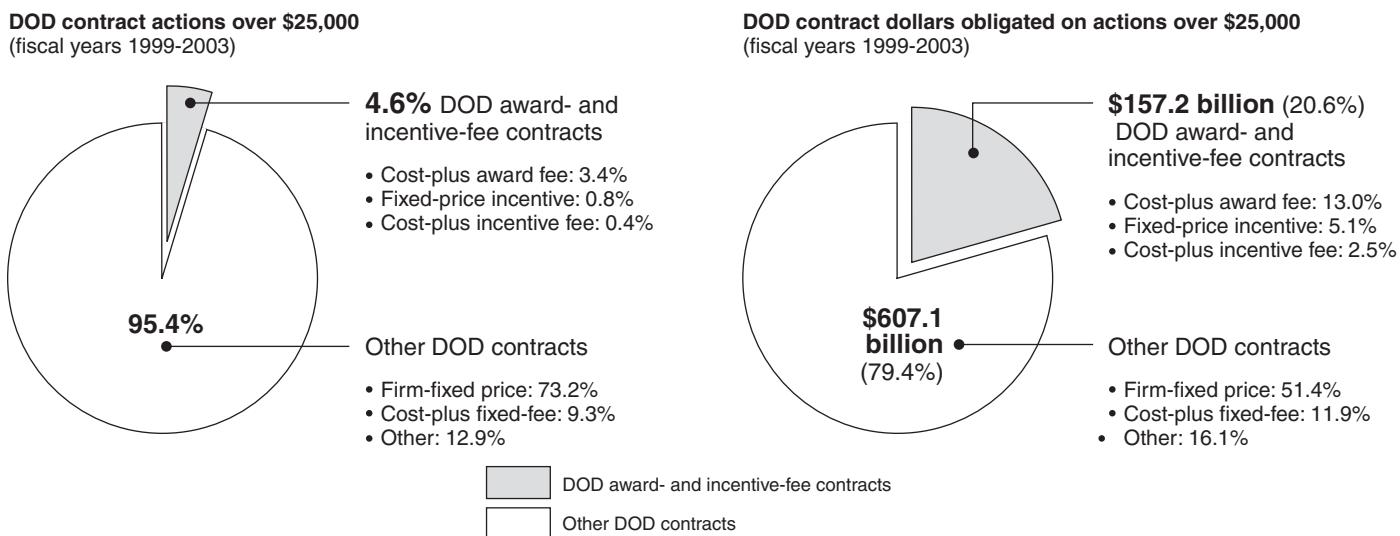 DOD contract actions over $25,000
(fiscal years 1999-2003)
4.6% DOD award- and
incentive-fee contracts
• Cost-plus award fee: 3.4%
• Fixed-price incentive: 0.8%
• Cost-plus incentive fee: 0.4%
95.4%
Other DOD contracts
• Firm-fixed price: 73.2%
• Cost-plus fixed-fee: 9.3%
• Other: 12.9%
DOD contract dollars obligated on actions over $25,000
(fiscal years 1999-2003)
$157.2 billion (20.6%)
DOD award- and
incentive-fee contracts
• Cost-plus award fee: 13.0%
• Fixed-price incentive: 5.1%
• Cost-plus incentive fee: 2.5%
$607.1
billion
(79.4%)
Other DOD contracts
• Firm-fixed price: 51.4%
• Cost-plus fixed-fee: 11.9%
• Other: 16.1%
DOD award- and incentive-fee contracts
Other DOD contracts